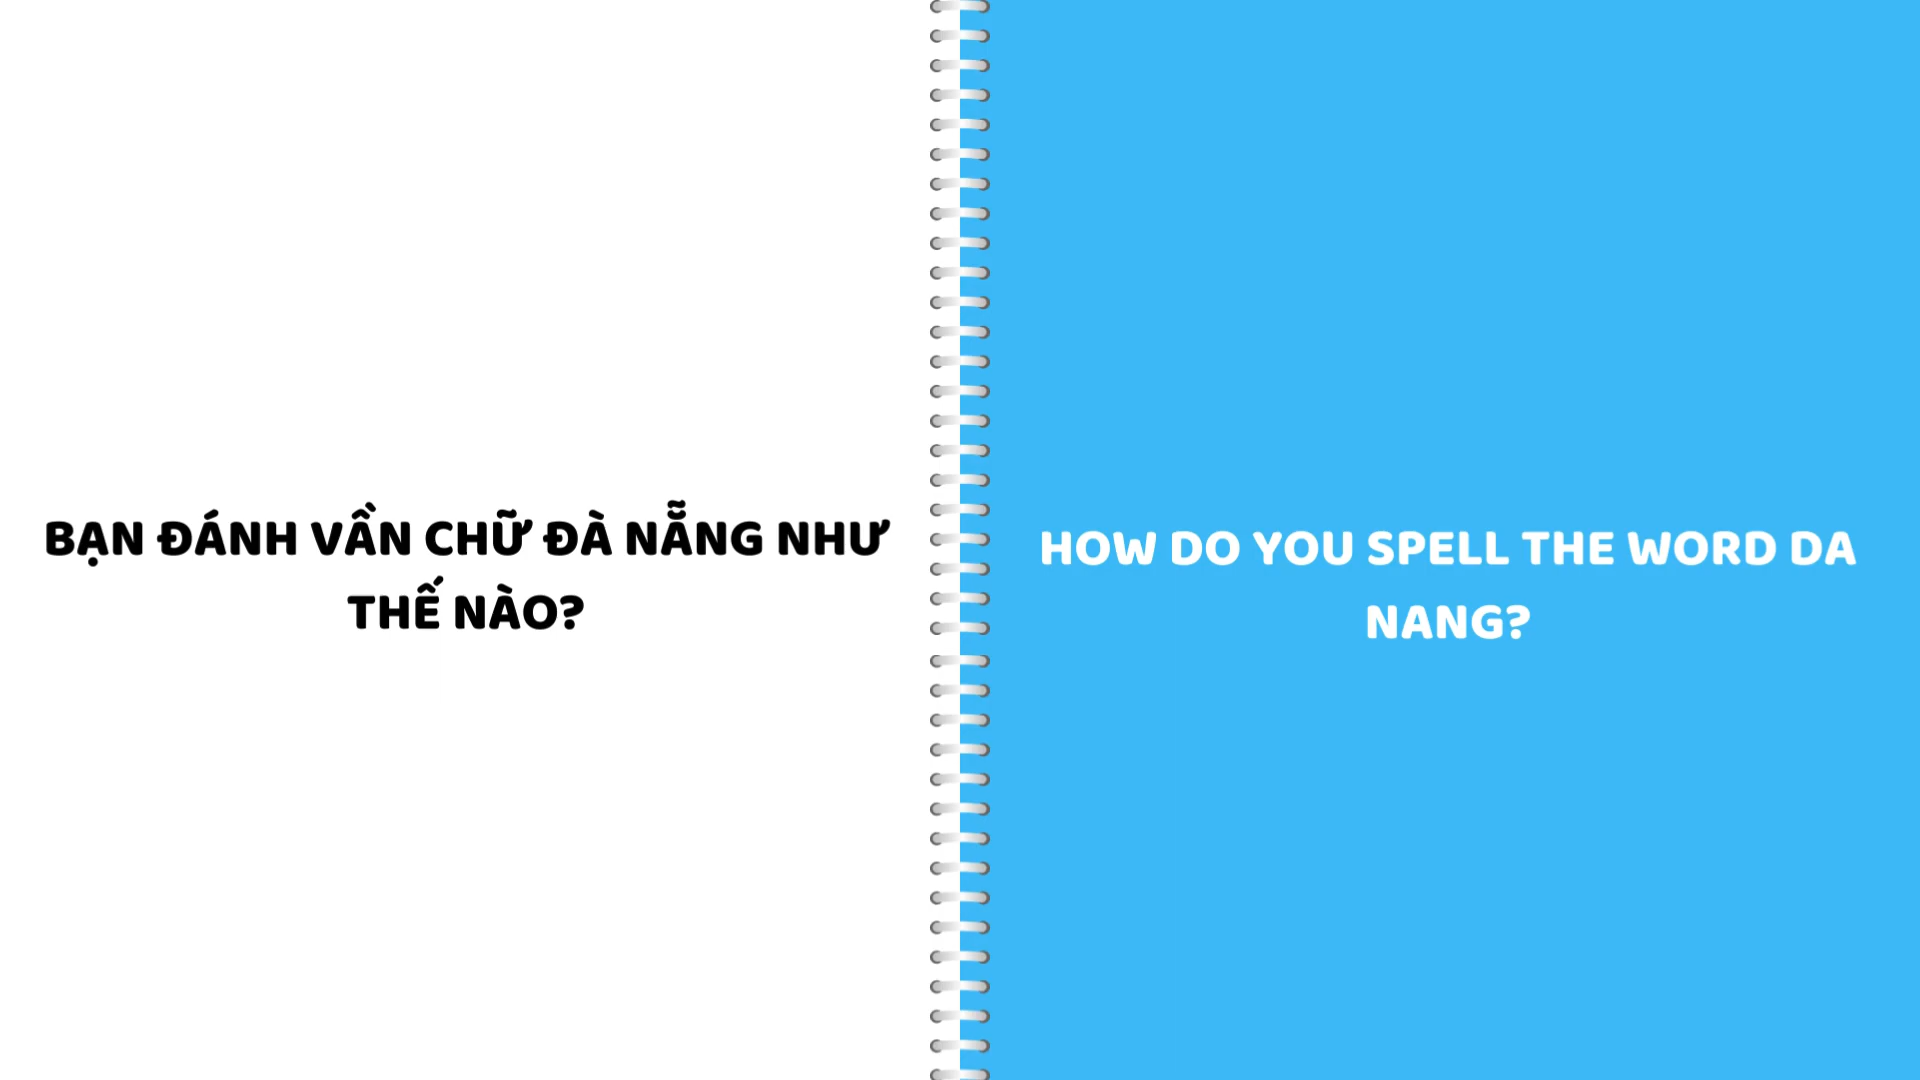 BẠN ĐÁNH VẦN CHỮ ĐÀ NẴNG NHƯ
THẾ NÀO?
HOW DO YOU SPELL THE WORD DA
NANG?